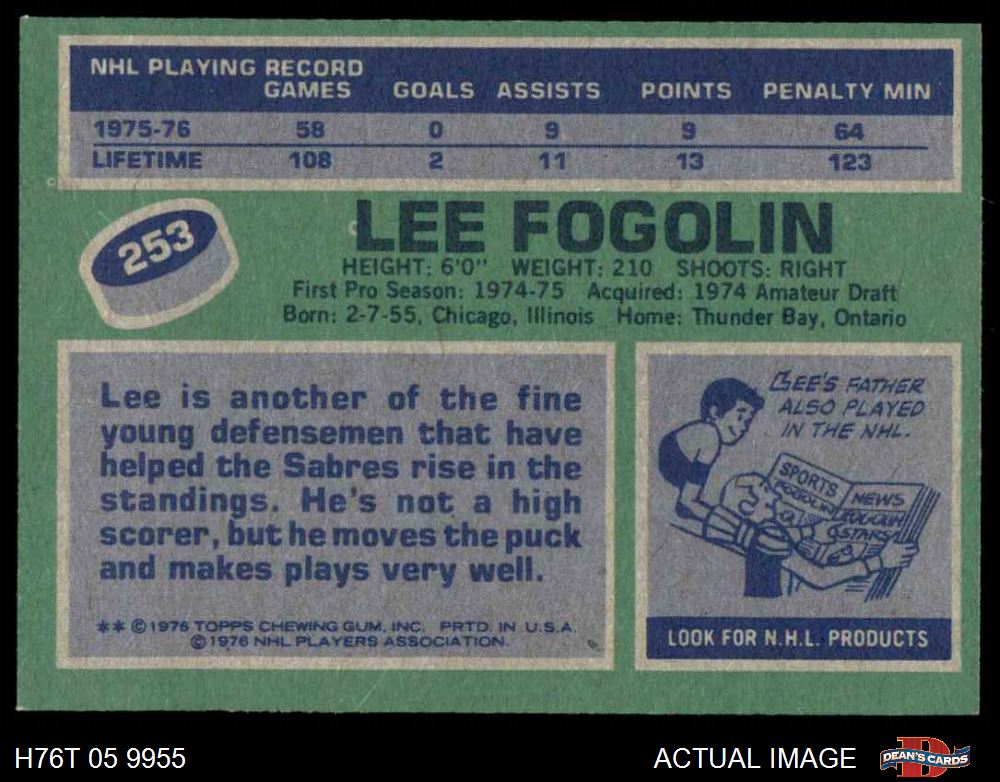 NHL PLAYING RECORD
GAMES GOALS ASSISTS POINTS PENALTY MIN
1975-76 58 0 9 9 64
LIFETIME 108 2 11 13 123
253
LEE FOGOLIN
HEIGHT: 6'0" WEIGHT: 210 SHOOTS: RIGHT
First Pro Season: 1974-75 Acquired: 1974 Amateur Draft
Born: 2-7-55, Chicago, Illinois Home: Thunder Bay, Ontario
Lee is another of the fine
young defensemen that have
helped the Sabres rise in the
standings. He's not a high
scorer, but he moves the puck
and makes plays very well.
** ©1976 TOPPS CHEWING GUM, INC. PRTD. IN U.S.A.
©1976 NHL PLAYERS ASSOCIATION.
LEE'S FATHER
ALSO PLAYED
IN THE NHL.
SPORTS NEWS
FOGOLIN FOGOLIN
STARS
LOOK FOR N.H.L. PRODUCTS
H76T 05 9955
ACTUAL IMAGE
DEAN'S CARDS